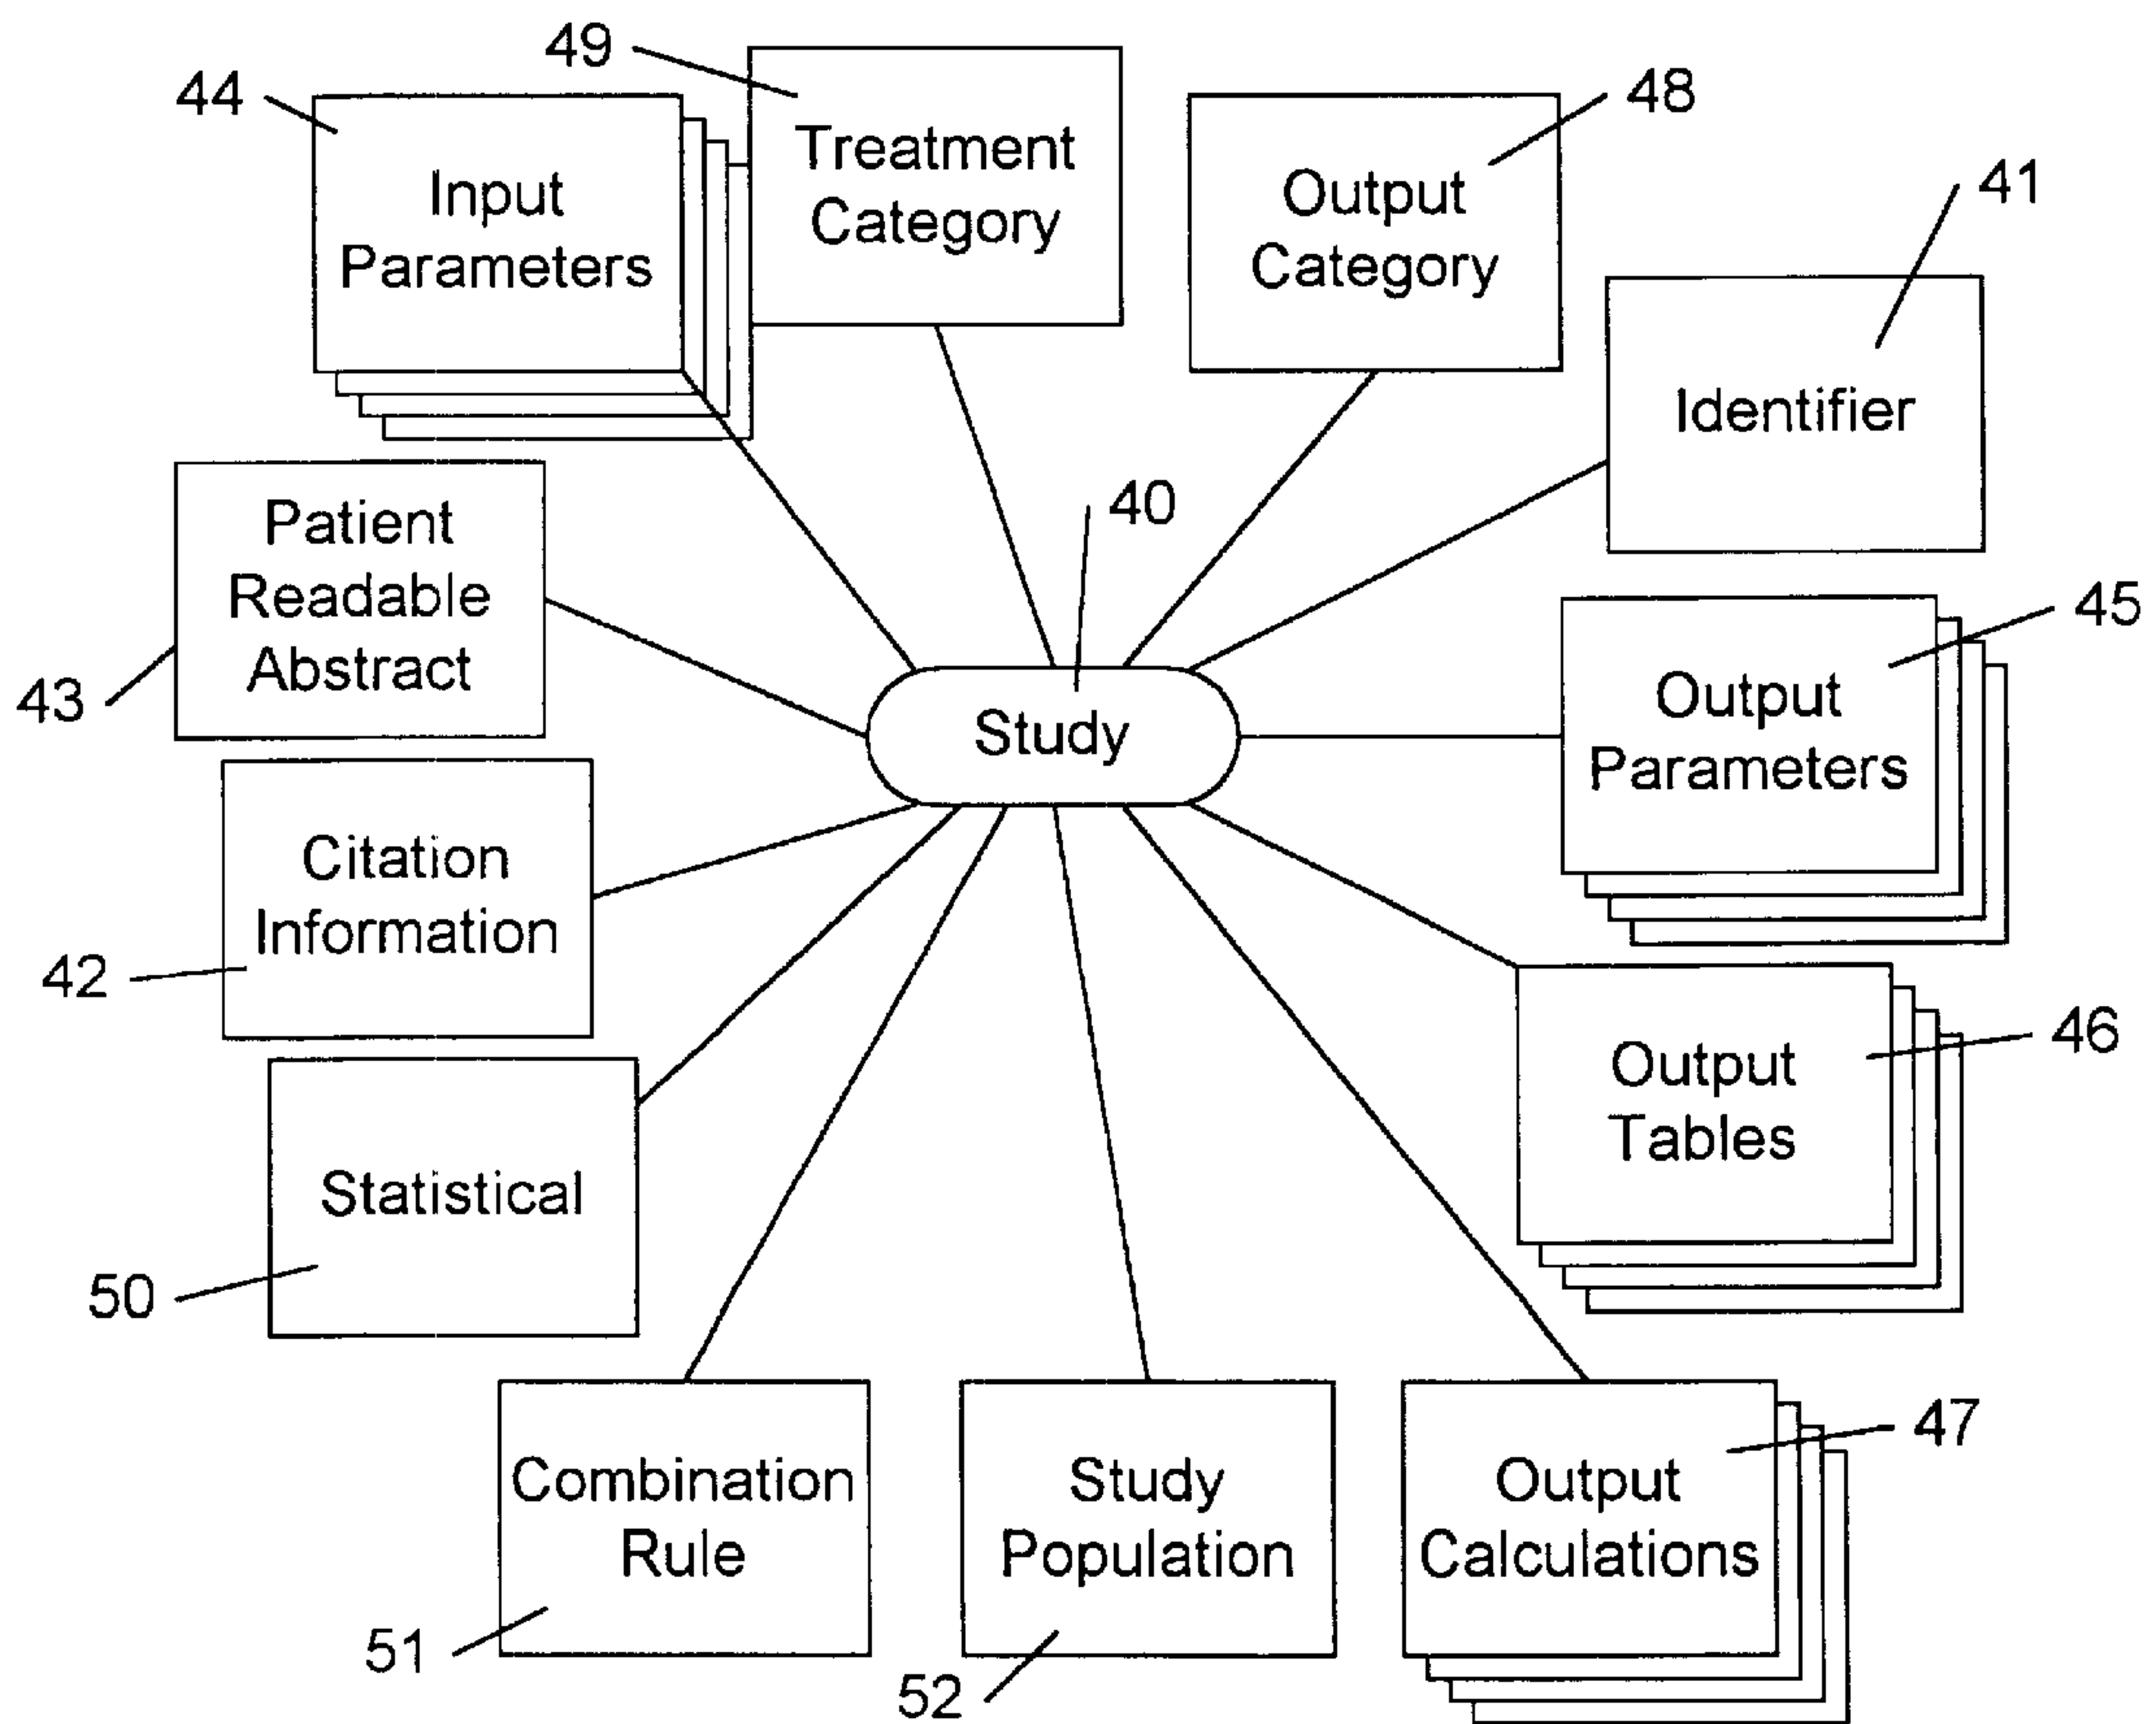 49
44
Treatment
Category
48
Input
Parameters
Output
Category
41
Identifier
Patient
Readable
Abstract
43
40
Study
45
Output
Parameters
Citation
Information
42
46
Output
Tables
Statistical
50
Combination
Rule
51
Study
Population
52
47
Output
Calculations